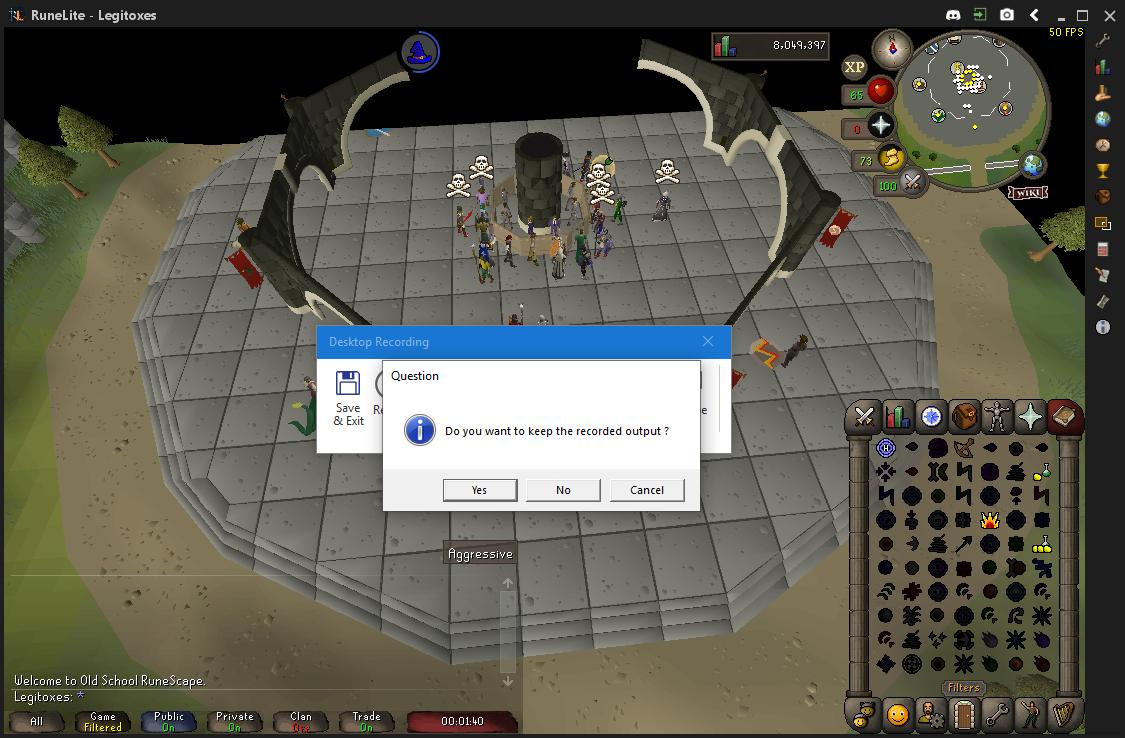 RuneLite - Legitoxes
50 FPS
8,049,397
XP
65
0
73
100
WIKI
Desktop Recording
Save
& Exit
Question
Do you want to keep the recorded output ?
Yes
No
Cancel
Aggressive
Welcome to Old School RuneScape.
Legitoxes: *
Filters
All
Game
Filtered
Public
On
Private
On
Clan
Off
Trade
On
00:01:40